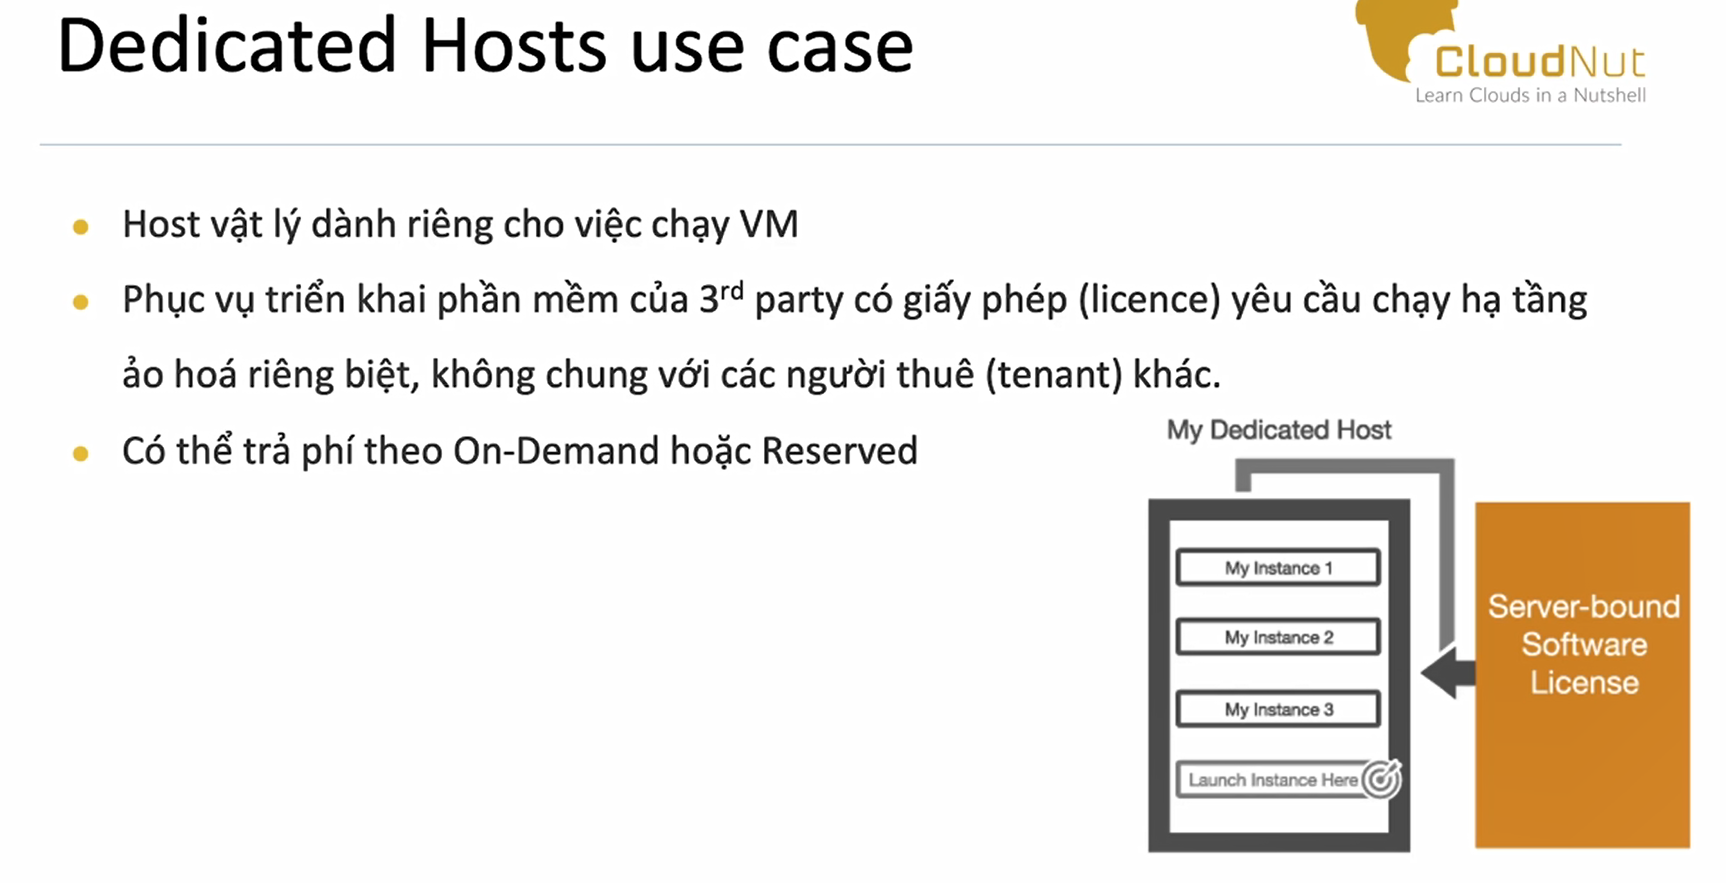 Dedicated Hosts use case
CloudNut
Learn Clouds in a Nutshell
Host vật lý dành riêng cho việc chạy VM
Phục vụ triển khai phần mềm của 3rd party có giấy phép (licence) yêu cầu chạy hạ tầng
ảo hoá riêng biệt, không chung với các người thuê (tenant) khác.
Có thể trả phí theo On-Demand hoặc Reserved
My Dedicated Host
My Instance 1
My Instance 2
My Instance 3
Launch Instance Here
Server-bound
Software
License